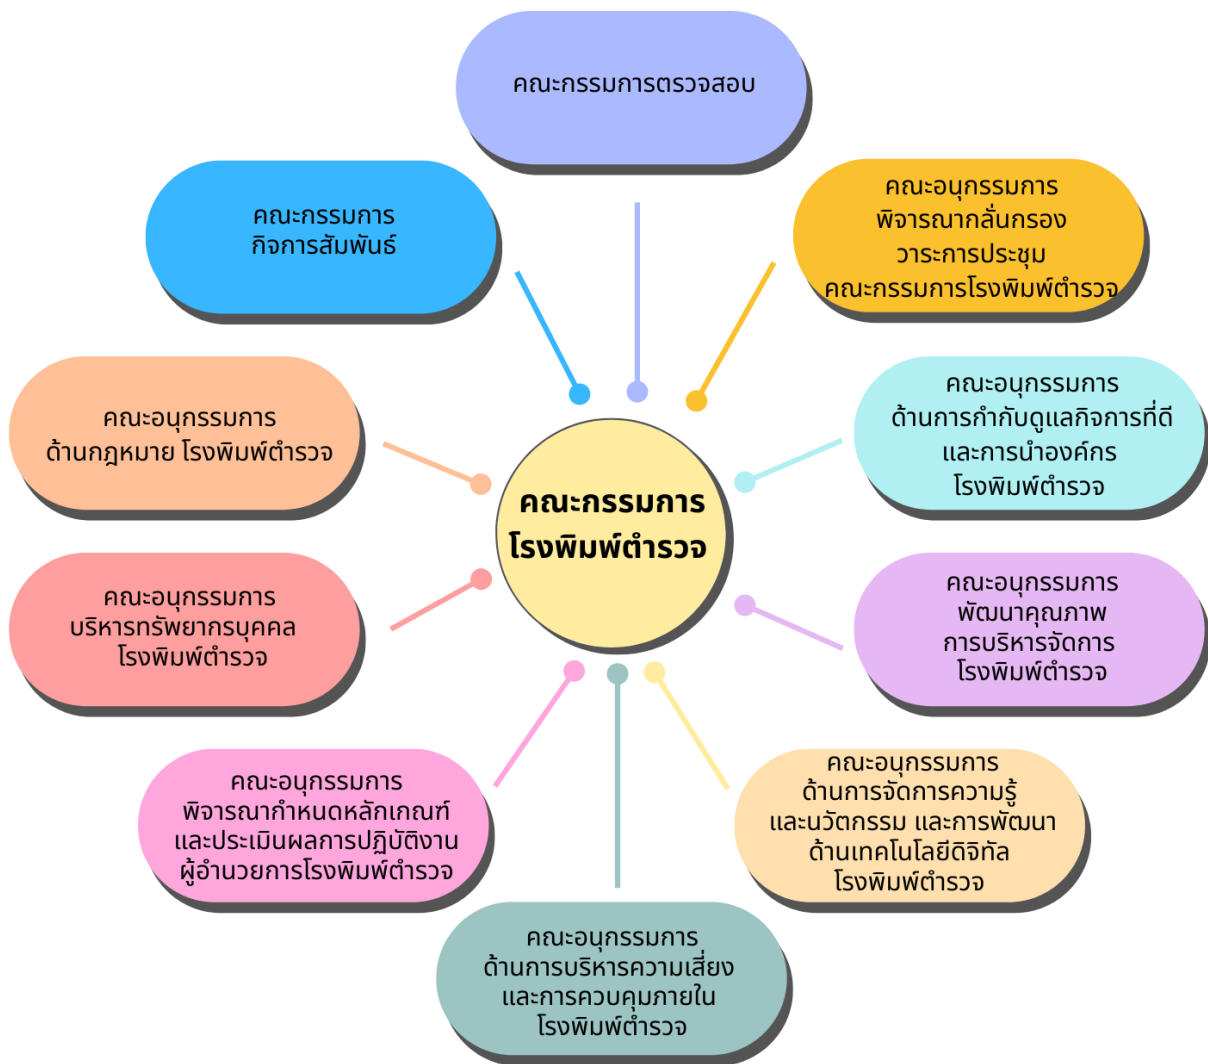 คณะกรรมการตรวจสอบ
คณะกรรมการ
กิจการสัมพันธ์
คณะอนุกรรมการ
พิจารณากลั่นกรอง
วาระการประชุม
คณะกรรมการโรงพิมพ์ตำรวจ
คณะอนุกรรมการ
ด้านกฎหมาย โรงพิมพ์ตำรวจ
คณะอนุกรรมการ
ด้านการกำกับดูแลกิจการที่ดี
และการนำองค์กร
โรงพิมพ์ตำรวจ
คณะกรรมการ
โรงพิมพ์ตำรวจ
คณะอนุกรรมการ
บริหารทรัพยากรบุคคล
โรงพิมพ์ตำรวจ
คณะอนุกรรมการ
พัฒนาคุณภาพ
การบริหารจัดการ
โรงพิมพ์ตำรวจ
คณะอนุกรรมการ
พิจารณากำหนดหลักเกณฑ์
และประเมินผลการปฏิบัติงาน
ผู้อำนวยการโรงพิมพ์ตำรวจ
คณะอนุกรรมการ
ด้านการจัดการความรู้
และนวัตกรรม และการพัฒนา
ด้านเทคโนโลยีดิจิทัล
โรงพิมพ์ตำรวจ
คณะอนุกรรมการ
ด้านการบริหารความเสี่ยง
และการควบคุมภายใน
โรงพิมพ์ตำรวจ